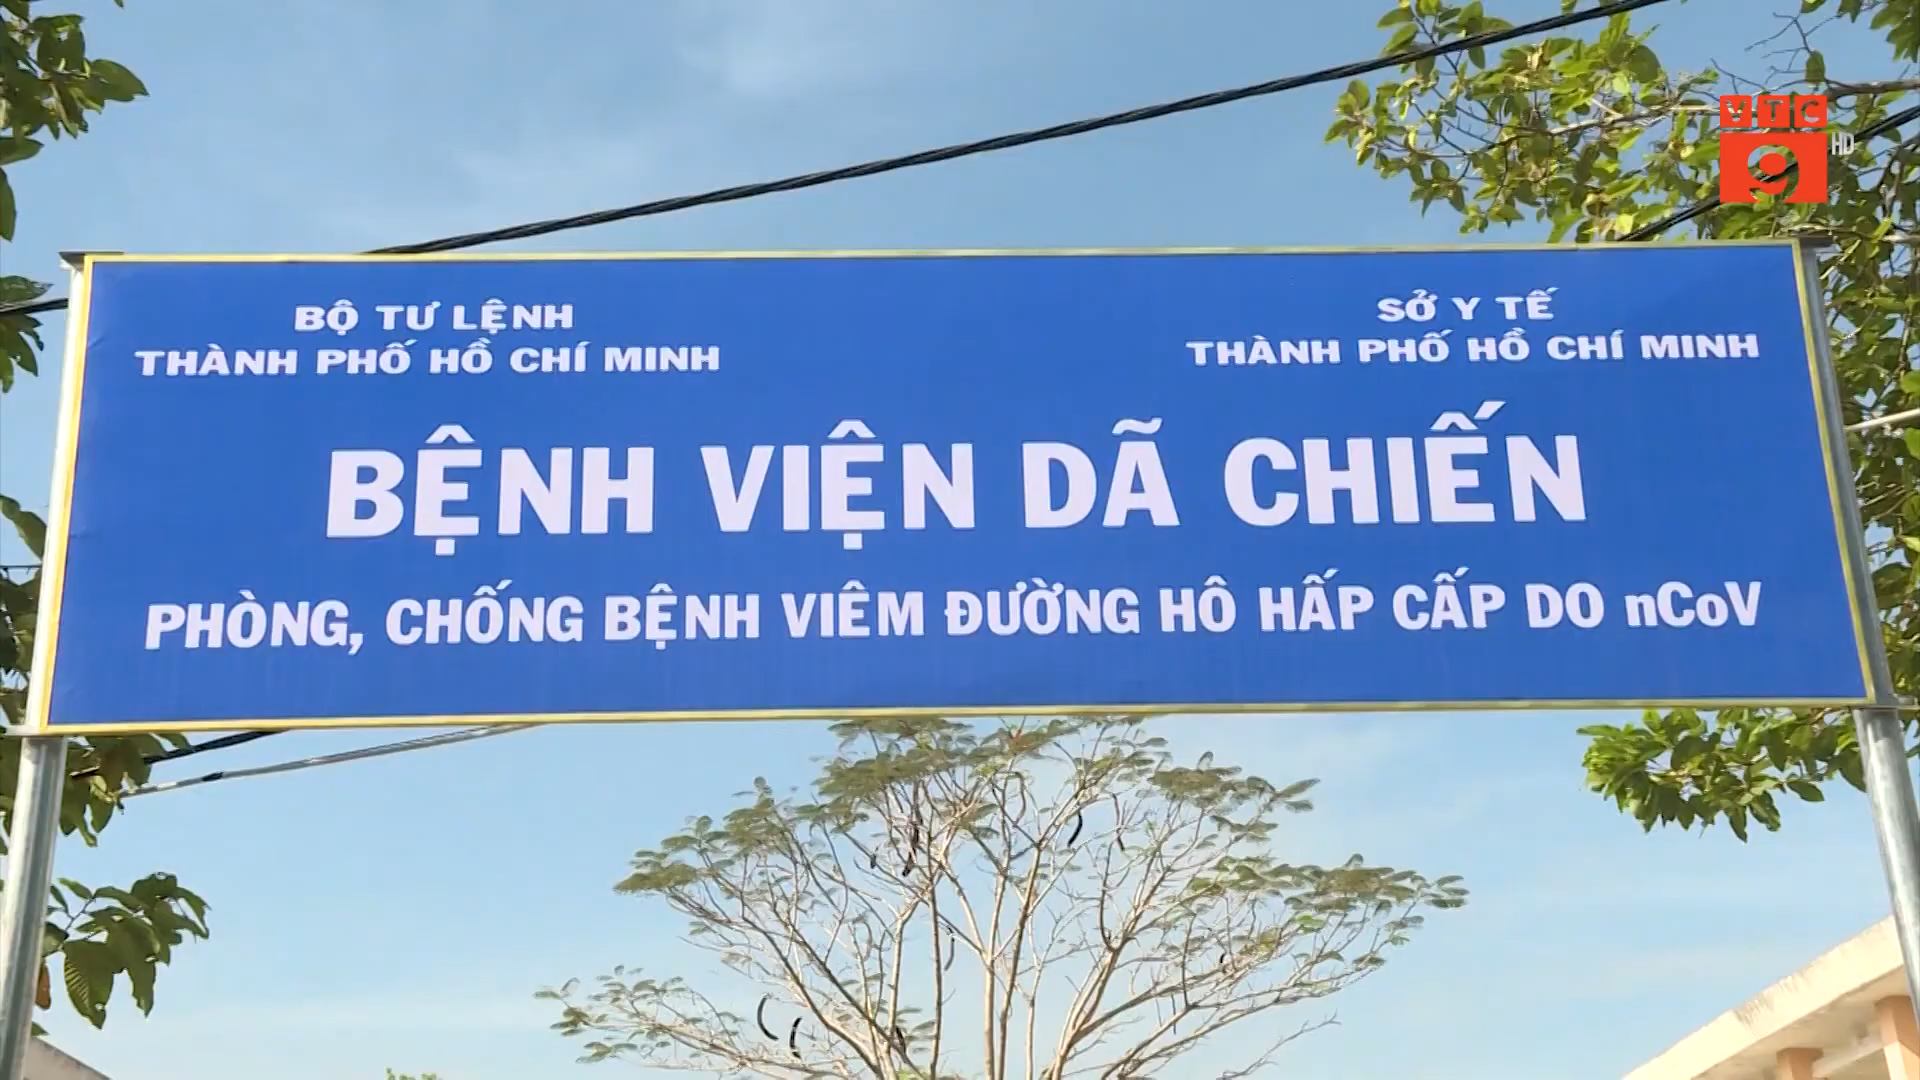 VTC
9 HD
BỘ TƯ LỆNH
THÀNH PHỐ HỒ CHÍ MINH
SỞ Y TẾ
THÀNH PHỐ HỒ CHÍ MINH
BỆNH VIỆN DÃ CHIẾN
PHÒNG, CHỐNG BỆNH VIÊM ĐƯỜNG HÔ HẤP CẤP DO nCoV